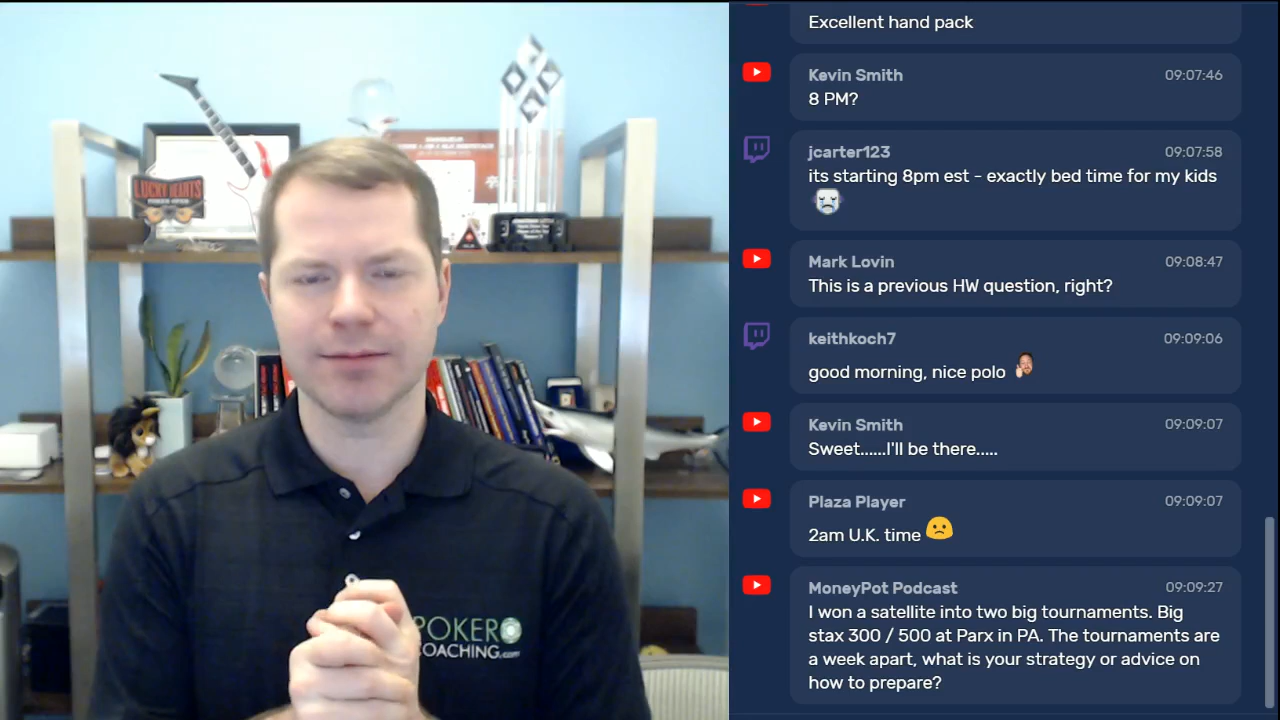 LUCKY HEARTS
POKER OPEN
POKER
COACHING.com
Excellent hand pack
Kevin Smith 09:07:46
8 PM?
jcarter123 09:07:58
its starting 8pm est - exactly bed time for my kids
Mark Lovin 09:08:47
This is a previous HW question, right?
keithkoch7 09:09:06
good morning, nice polo
Kevin Smith 09:09:07
Sweet......I'll be there.....
Plaza Player 09:09:07
2am U.K. time
MoneyPot Podcast 09:09:27
I won a satellite into two big tournaments. Big
stax 300 / 500 at Parx in PA. The tournaments are
a week apart, what is your strategy or advice on
how to prepare?